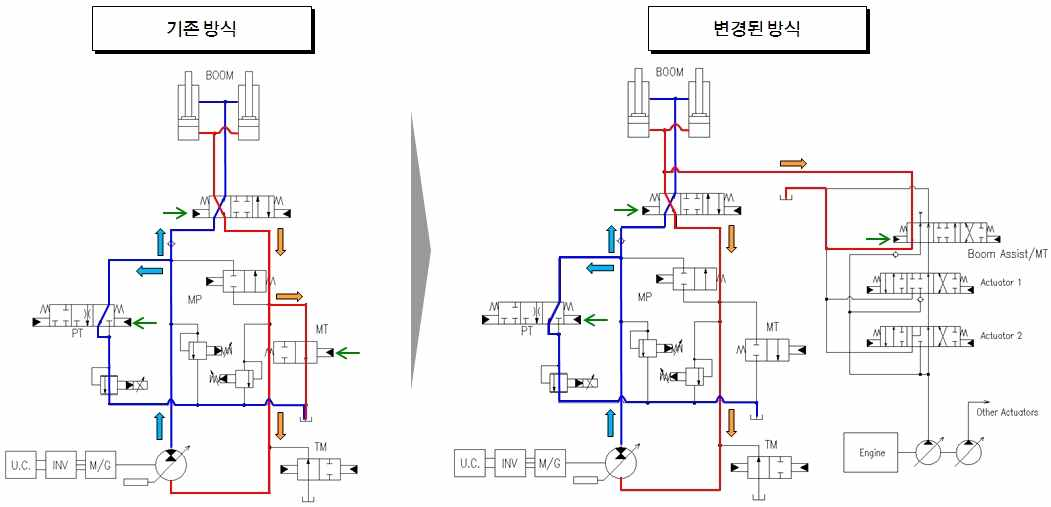 기존 방식
변경된 방식
BOOM
MP
PT
MT
TM
U.C.
INV
M/G
BOOM
MP
PT
MT
TM
U.C.
INV
M/G
Boom Assist/MT
Actuator 1
Actuator 2
Other Actuators
Engine